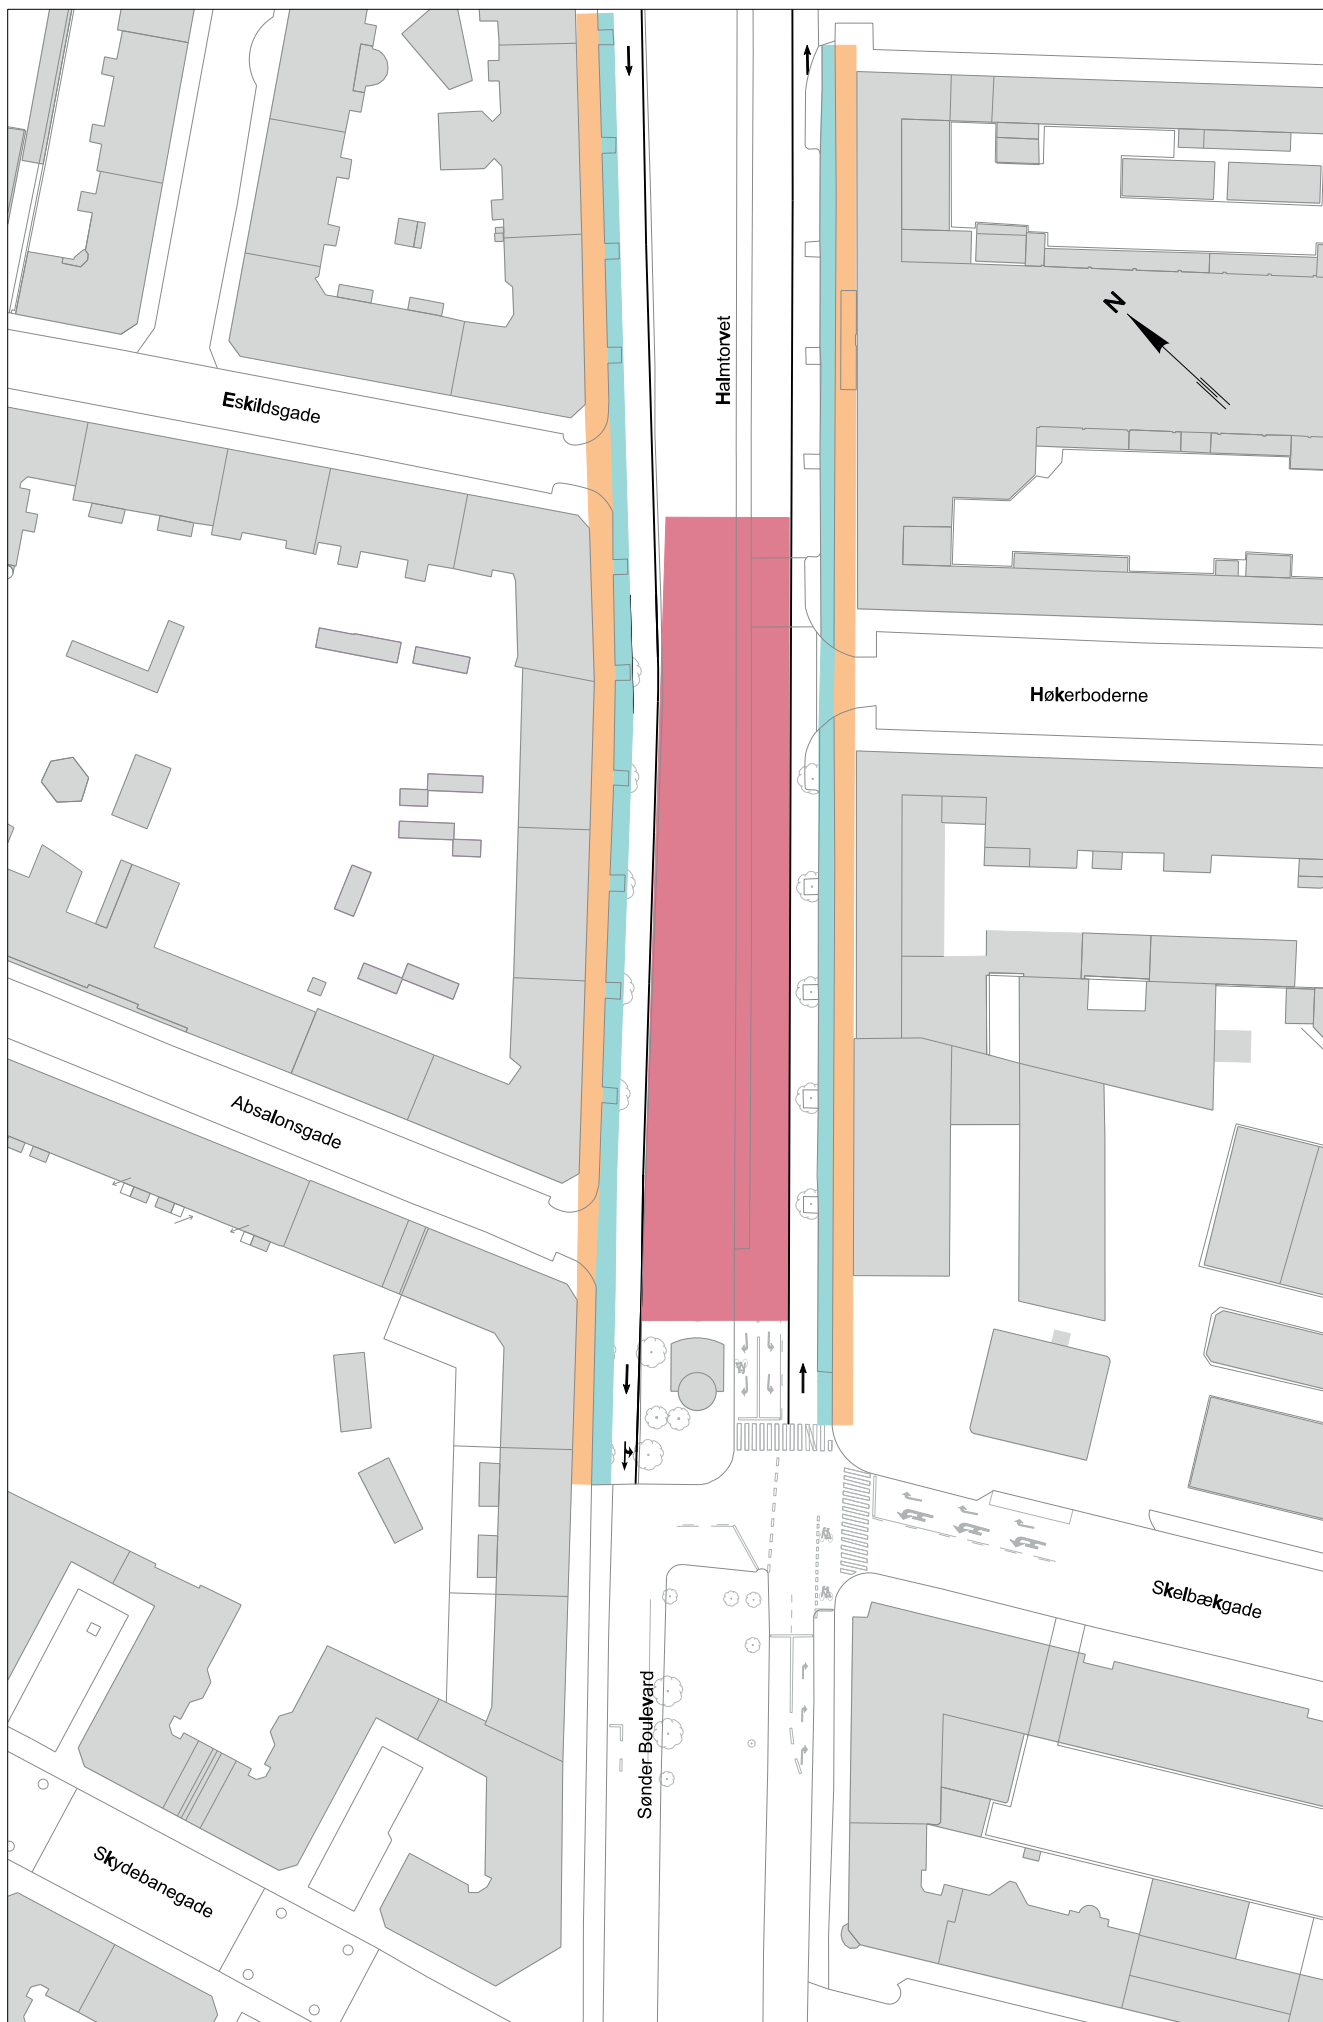 N
Halmtorvet
Eskildsgade
Høkerboderne
Absalonsgade
Skelbækgade
Sønder Boulevard
Skydebanegade